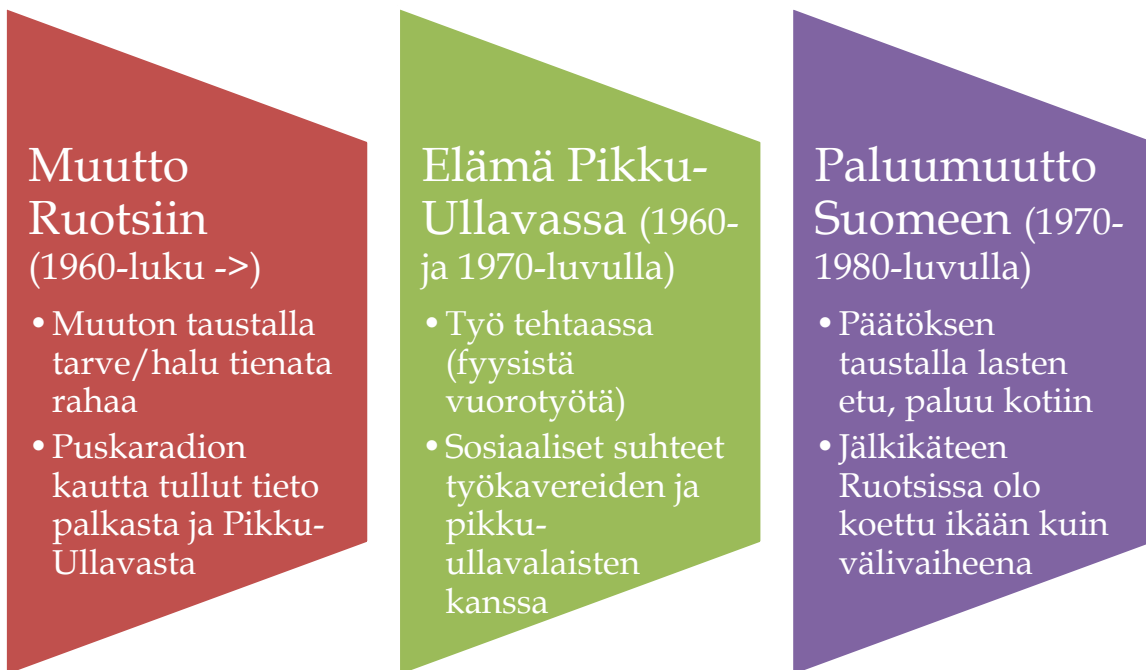 Muutto
Ruotsiin
(1960-luku ->)
• Muuton taustalla
tarve/halu tienata
rahaa
• Puskaradion
kautta tullut tieto
palkasta ja Pikku-
Ullavasta
Elämä Pikku-
Ullavassa (1960-
ja 1970-luvulla)
• Työ tehtaassa
(fyysistä
vuorotyötä)
• Sosiaaliset suhteet
työkavereiden ja
pikku-
ullavalaisten
kanssa
Paluumuutto
Suomeen (1970-
1980-luvulla)
• Päätöksen
taustalla lasten
etu, paluu kotiin
• Jälkikäteen
Ruotsissa olo
koettu ikään kuin
välivaiheena